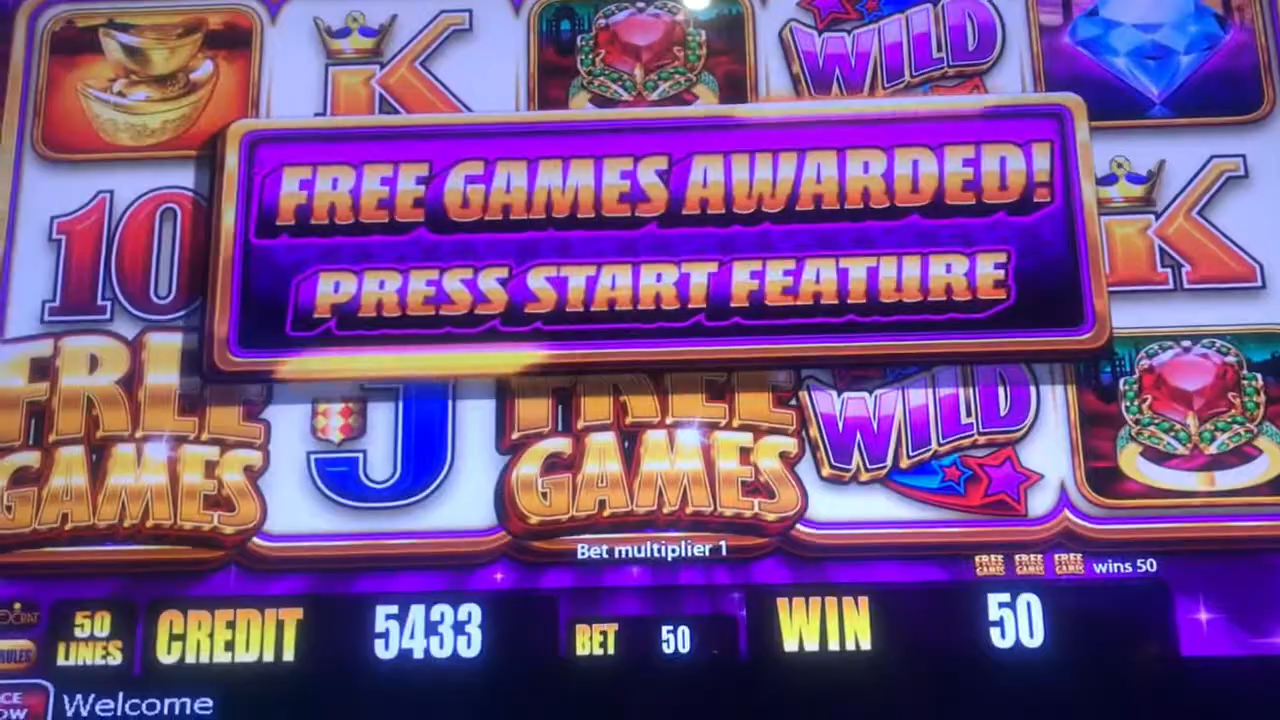 K
WILD
FREE GAMES AWARDED!
PRESS START FEATURE
10
K
FREE
GAMES
J
FREE
GAMES
WILD
Bet multiplier 1
FREE GAMES FREE GAMES FREE GAMES wins 50
50
LINES
CREDIT 5433
BET 50
WIN 50
Welcome